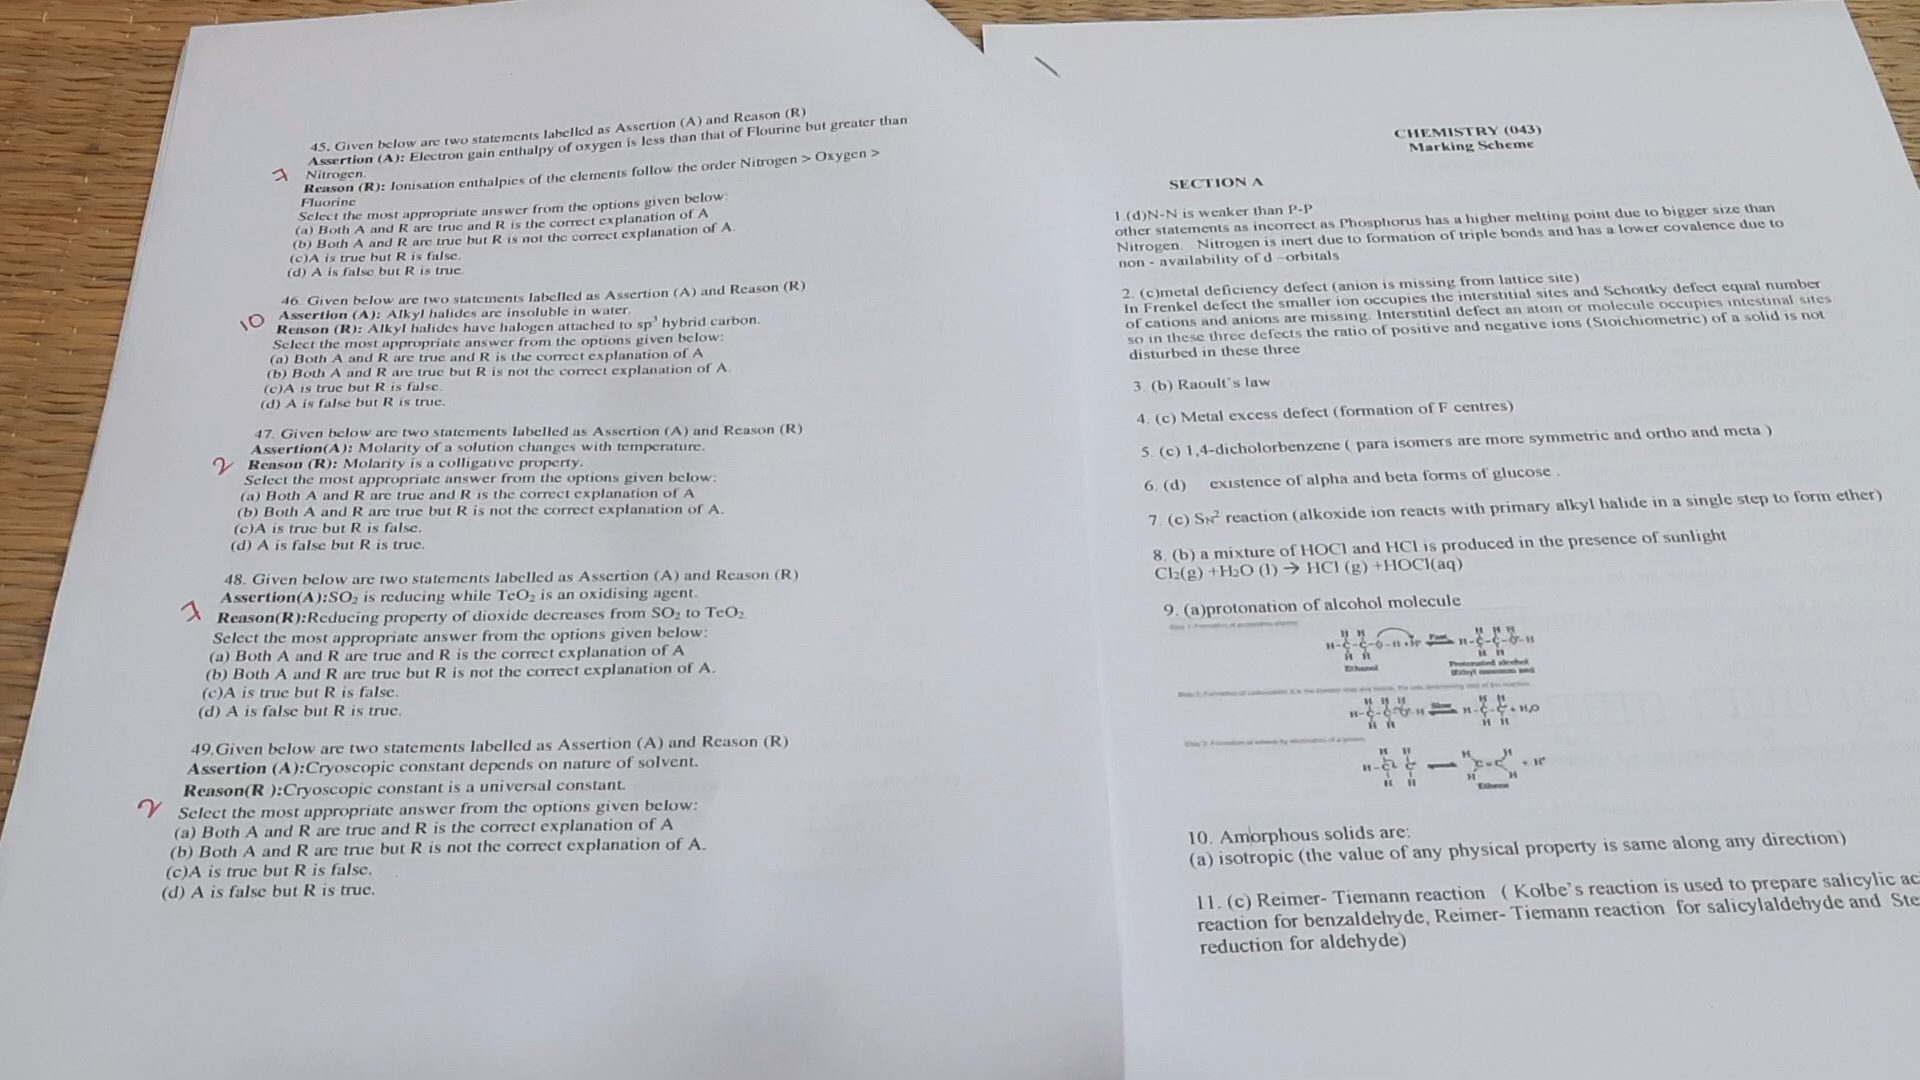 45. Given below are two statements labelled as Assertion (A) and Reason (R)
Assertion (A): Electron gain enthalpy of oxygen is less than that of Flourine but greater than
Nitrogen.
7
Reason (R): Ionisation enthalpies of the elements follow the order Nitrogen > Oxygen >
Fluorine
Select the most appropriate answer from the options given below:
(a) Both A and R are true and R is the correct explanation of A
(b) Both A and R are true but R is not the correct explanation of A.
(c)A is true but R is false.
(d) A is false but R is true.
46. Given below are two statements labelled as Assertion (A) and Reason (R)
Assertion (A): Alkyl halides are insoluble in water.
10
Reason (R): Alkyl halides have halogen attached to sp³ hybrid carbon.
Select the most appropriate answer from the options given below:
(a) Both A and R are true and R is the correct explanation of A
(b) Both A and R are true but R is not the correct explanation of A.
(c)A is true but R is false.
(d) A is false but R is true.
47. Given below are two statements labelled as Assertion (A) and Reason (R)
Assertion(A): Molarity of a solution changes with temperature.
2
Reason (R): Molarity is a colligative property.
Select the most appropriate answer from the options given below:
(a) Both A and R are true and R is the correct explanation of A
(b) Both A and R are true but R is not the correct explanation of A.
(c)A is true but R is false.
(d) A is false but R is true.
48. Given below are two statements labelled as Assertion (A) and Reason (R)
Assertion(A):SO₂ is reducing while TeO₂ is an oxidising agent.
7
Reason(R):Reducing property of dioxide decreases from SO₂ to TeO₂
Select the most appropriate answer from the options given below:
(a) Both A and R are true and R is the correct explanation of A
(b) Both A and R are true but R is not the correct explanation of A.
(c)A is true but R is false.
(d) A is false but R is true.
49.Given below are two statements labelled as Assertion (A) and Reason (R)
Assertion (A):Cryoscopic constant depends on nature of solvent.
Reason(R ):Cryoscopic constant is a universal constant.
2
Select the most appropriate answer from the options given below:
(a) Both A and R are true and R is the correct explanation of A
(b) Both A and R are true but R is not the correct explanation of A.
(c)A is true but R is false.
(d) A is false but R is true.
CHEMISTRY (043)
Marking Scheme
SECTION A
1.(d)N-N is weaker than P-P
other statements as incorrect as Phosphorus has a higher melting point due to bigger size than
Nitrogen. Nitrogen is inert due to formation of triple bonds and has a lower covalence due to
non - availability of d -orbitals
2. (c)metal deficiency defect (anion is missing from lattice site)
In Frenkel defect the smaller ion occupies the interstitial sites and Schottky defect equal number
of cations and anions are missing. Interstitial defect an atom or molecule occupies intestinal sites
so in these three defects the ratio of positive and negative ions (Stoichiometric) of a solid is not
disturbed in these three
3. (b) Raoult's law
4. (c) Metal excess defect (formation of F centres)
5. (c) 1,4-dicholorbenzene ( para isomers are more symmetric and ortho and meta )
6. (d) existence of alpha and beta forms of glucose .
7. (c) SN² reaction (alkoxide ion reacts with primary alkyl halide in a single step to form ether)
8. (b) a mixture of HOCl and HCl is produced in the presence of sunlight
Cl₂(g) +H₂O (l) → HCl (g) +HOCl(aq)
9. (a)protonation of alcohol molecule
Ethanol
Protonated alcohol
Ethene
10. Amorphous solids are:
(a) isotropic (the value of any physical property is same along any direction)
11. (c) Reimer- Tiemann reaction ( Kolbe's reaction is used to prepare salicylic ac
reaction for benzaldehyde, Reimer- Tiemann reaction for salicylaldehyde and Ste
reduction for aldehyde)